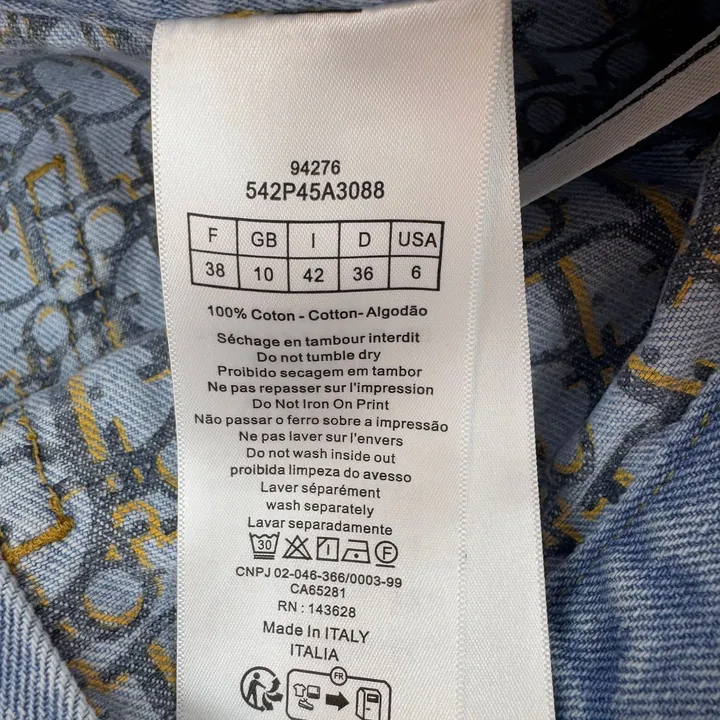 94276
542P45A3088
F GB I D USA
38 10 42 36 6
100% Coton - Cotton-Algodão
Séchage en tambour interdit
Do not tumble dry
Proibido secagem em tambor
Ne pas repasser sur l'impression
Do Not Iron On Print
Não passar o ferro sobre a impressão
Ne pas laver sur l'envers
Do not wash inside out
proibida limpeza do avesso
Laver séparément
wash separately
Lavar separadamente
30 F
CNPJ 02-046-366/0003-99
CA65281
RN : 143628
Made In ITALY
ITALIA
FR